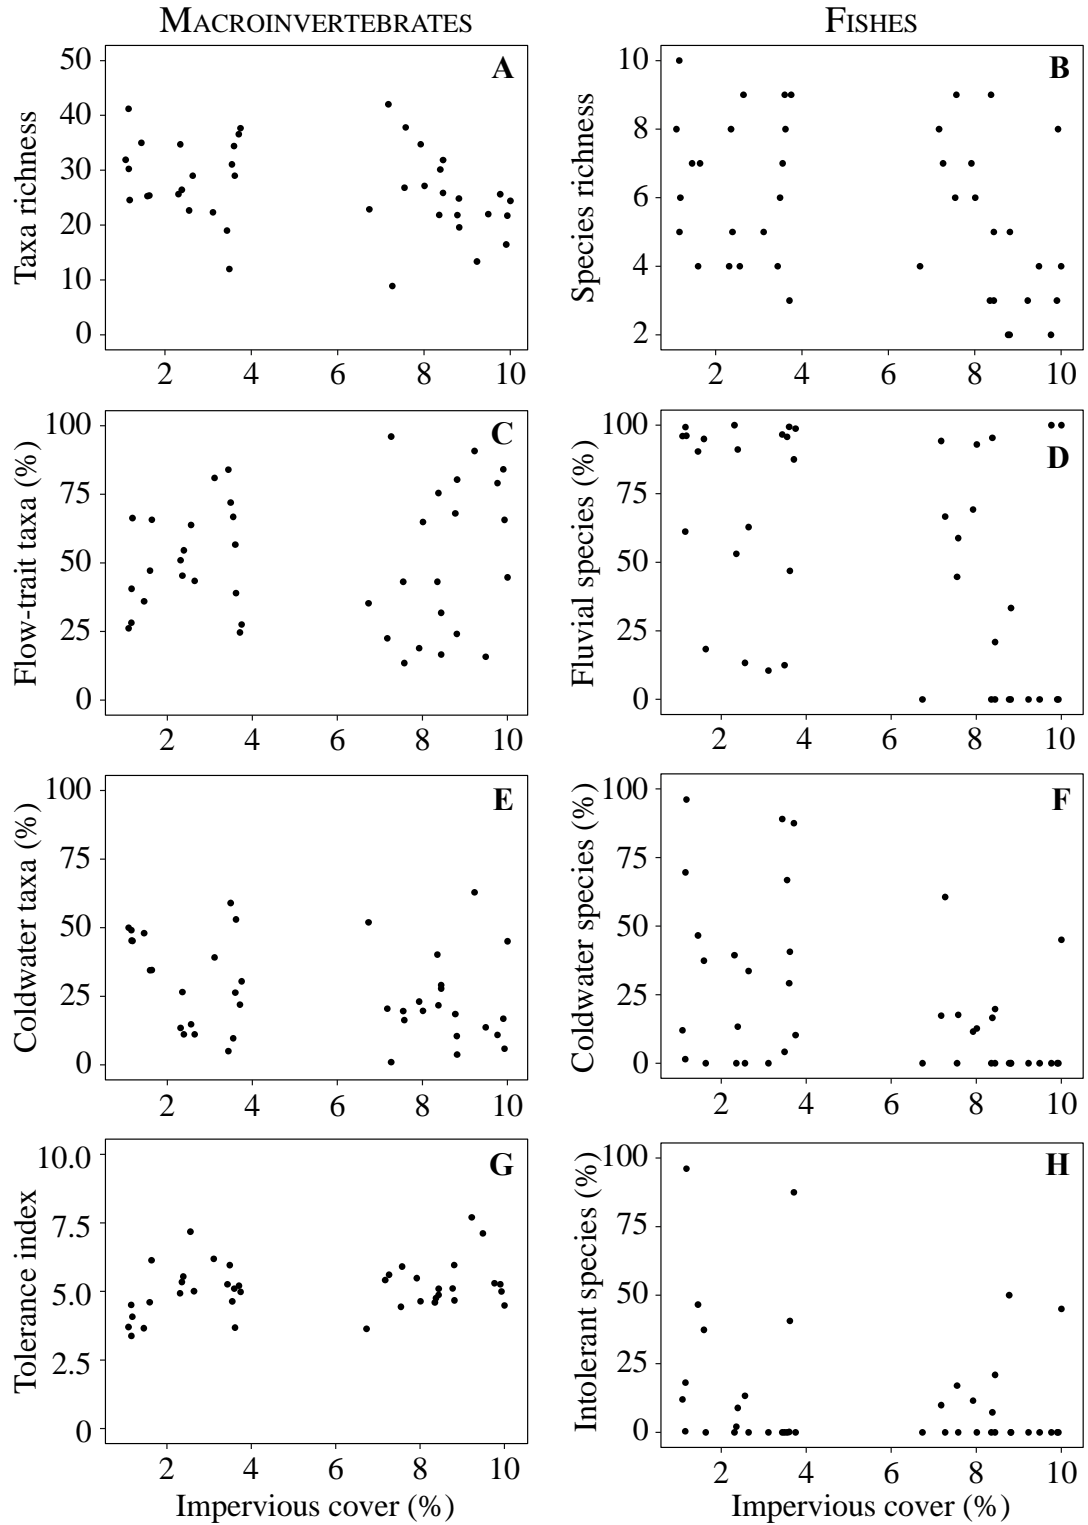 MACROINVERTEBRATES
FISHES
Taxa richness
50
40
30
20
10
0
A
2 4 6 8 10
Species richness
10
8
6
4
2
B
2 4 6 8 10
Flow-trait taxa (%)
100
75
50
25
0
C
2 4 6 8 10
Fluvial species (%)
100
75
50
25
0
D
2 4 6 8 10
Coldwater taxa (%)
100
75
50
25
0
E
2 4 6 8 10
Coldwater species (%)
100
75
50
25
0
F
2 4 6 8 10
Tolerance index
10.0
7.5
5.0
2.5
0
G
2 4 6 8 10
Impervious cover (%)
Intolerant species (%)
100
75
50
25
0
H
2 4 6 8 10
Impervious cover (%)